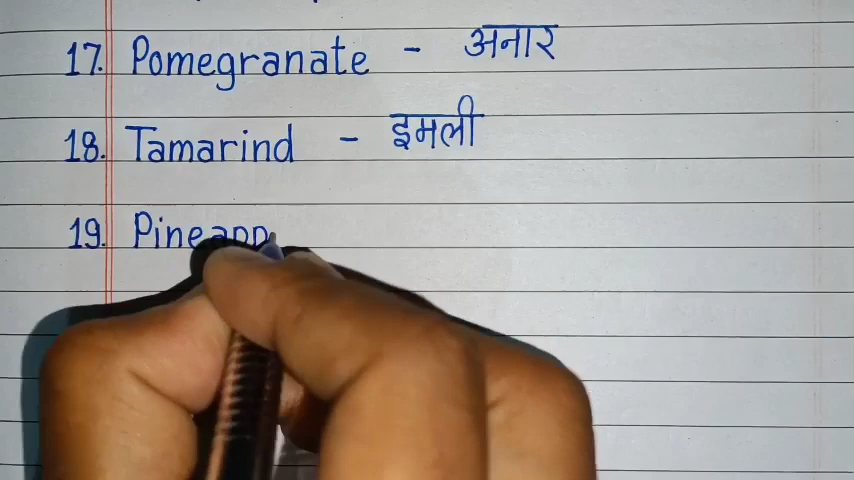 17. Pomegranate - अनार
18. Tamarind - इमली
19. Pineapp